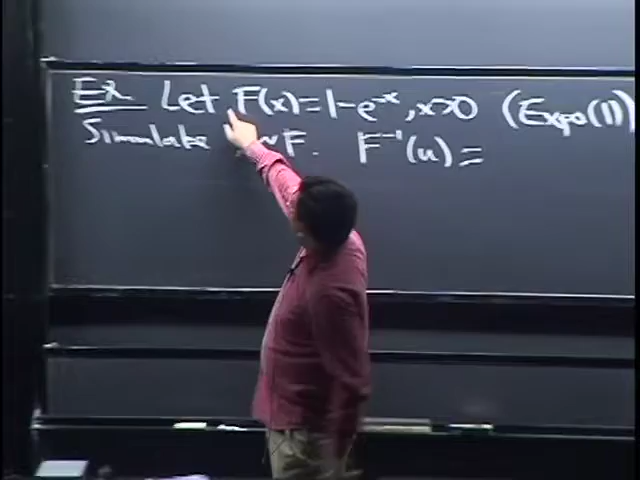 Ex Let F(x)=1-e^{-x}, x>0 (Expo(1))
Simulate F. F^{-1}(u)=